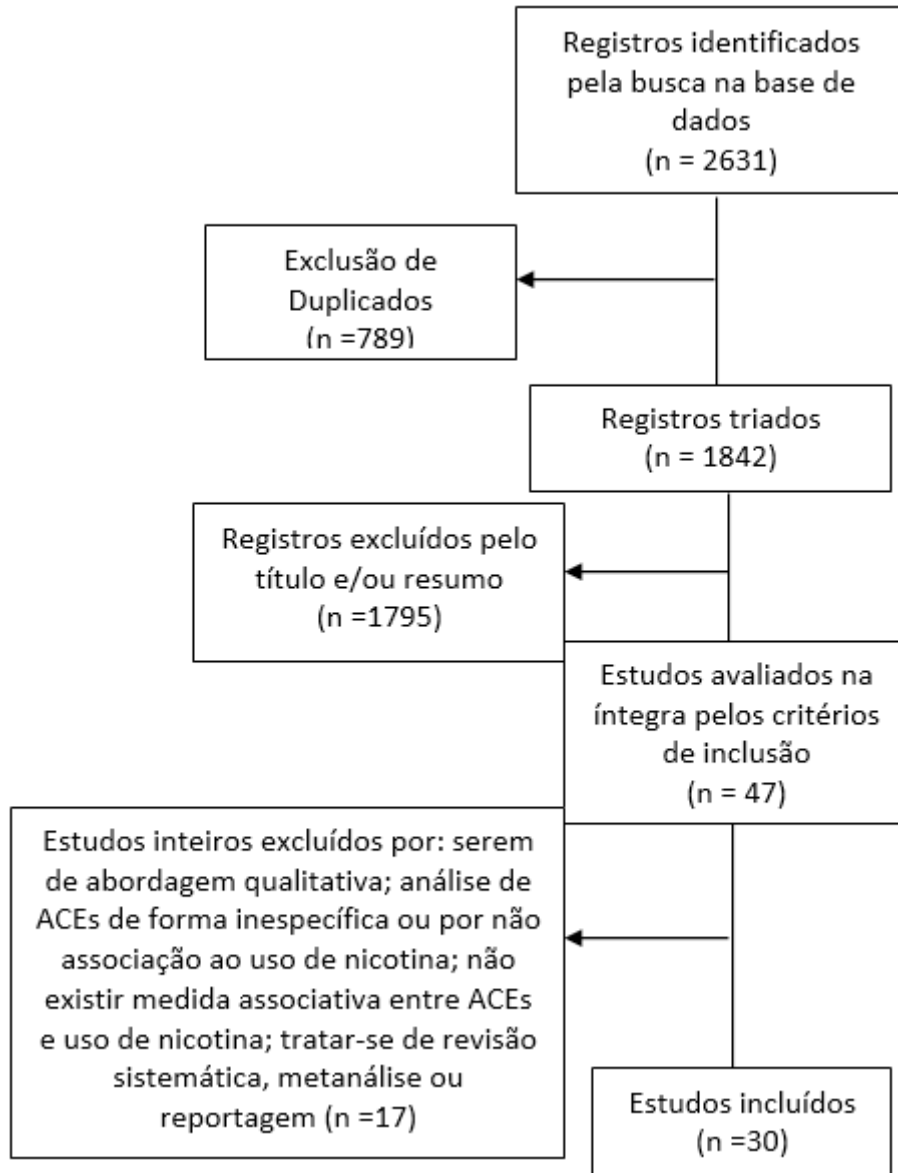 Registros identificados
pela busca na base de
dados
(n = 2631)
Exclusão de
Duplicados
(n =789)
Registros triados
(n = 1842)
Registros excluídos pelo
título e/ou resumo
(n =1795)
Estudos avaliados na
íntegra pelos critérios
de inclusão
(n = 47)
Estudos inteiros excluídos por: serem
de abordagem qualitativa; análise de
ACEs de forma inespecífica ou por não
associação ao uso de nicotina; não
existir medida associativa entre ACEs
e uso de nicotina; tratar-se de revisão
sistemática, metanálise ou
reportagem (n =17)
Estudos incluídos
(n =30)